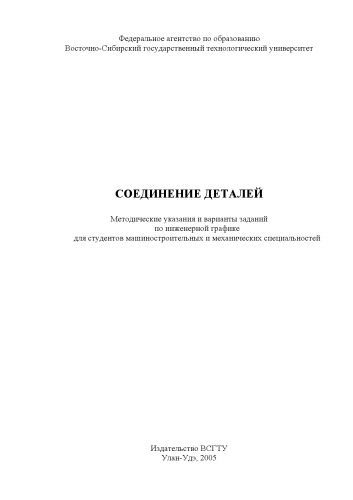 Федеральное агентство по образованию
Восточно-Сибирский государственный технологический университет
СОЕДИНЕНИЕ ДЕТАЛЕЙ
Методические указания и варианты заданий
по инженерной графике
для студентов машиностроительных и механических специальностей
Издательство ВСГТУ
Улан-Удэ, 2005